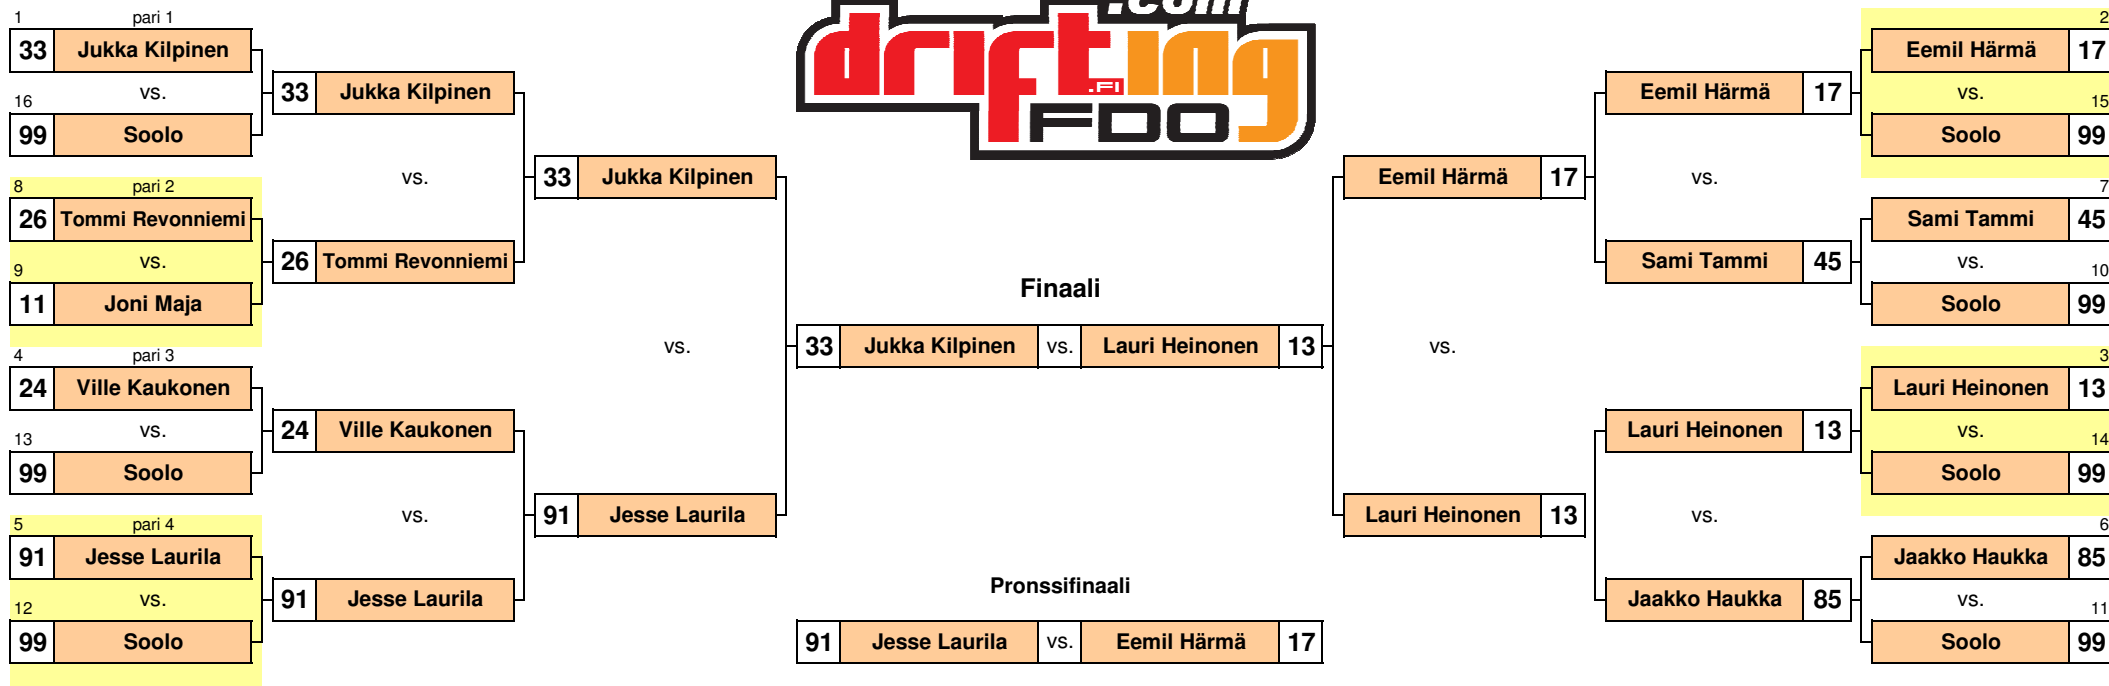 .com
drifting
.FI
FDO
1 pari 1
33 Jukka Kilpinen
16 vs.
99 Soolo
8 pari 2
26 Tommi Revonniemi
9 vs.
11 Joni Maja
4 pari 3
24 Ville Kaukonen
13 vs.
99 Soolo
5 pari 4
91 Jesse Laurila
12 vs.
99 Soolo
33 Jukka Kilpinen
vs.
26 Tommi Revonniemi
24 Ville Kaukonen
vs.
91 Jesse Laurila
33 Jukka Kilpinen
vs.
91 Jesse Laurila
Finaali
33 Jukka Kilpinen vs. Lauri Heinonen 13
Pronssifinaali
91 Jesse Laurila vs. Eemil Härmä 17
Eemil Härmä 17
vs.
Lauri Heinonen 13
Eemil Härmä 17
vs.
Sami Tammi 45
Lauri Heinonen 13
vs.
Jaakko Haukka 85
2
Eemil Härmä 17
vs. 15
Soolo 99
7
Sami Tammi 45
vs. 10
Soolo 99
3
Lauri Heinonen 13
vs. 14
Soolo 99
6
Jaakko Haukka 85
vs. 11
Soolo 99